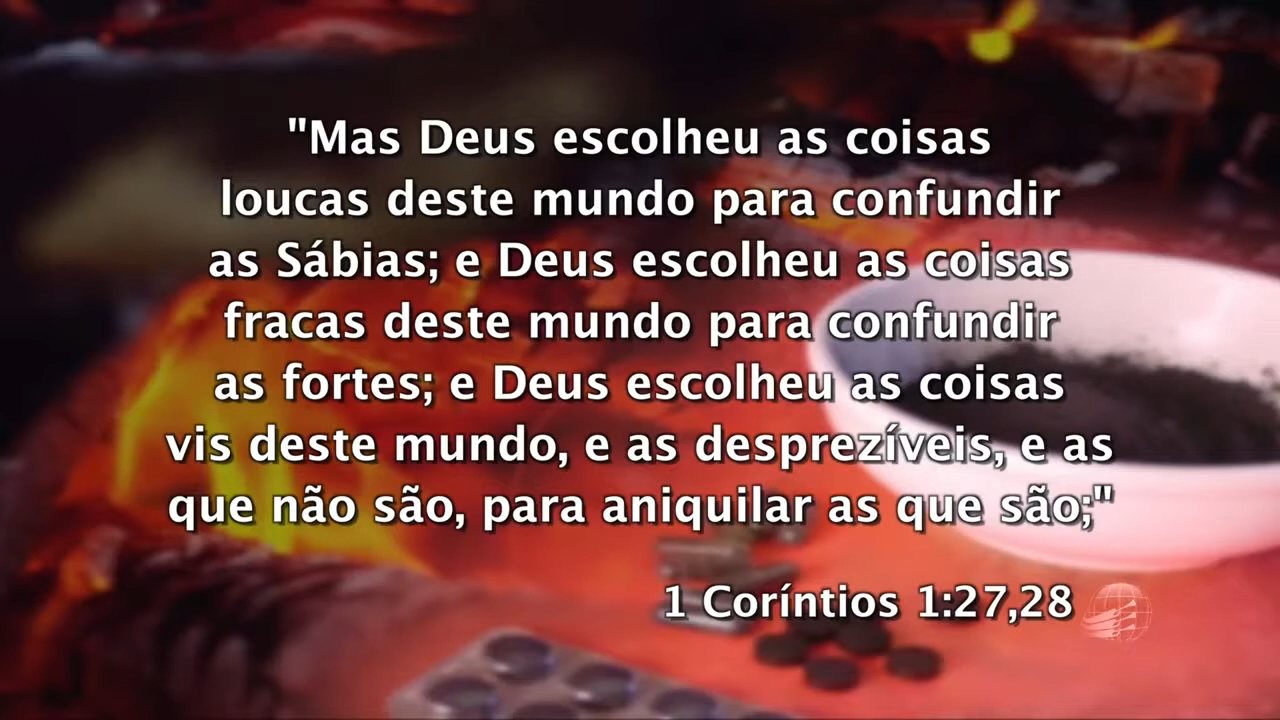 "Mas Deus escolheu as coisas
loucas deste mundo para confundir
as Sábias; e Deus escolheu as coisas
fracas deste mundo para confundir
as fortes; e Deus escolheu as coisas
vis deste mundo, e as desprezíveis, e as
que não são, para aniquilar as que são;"
1 Coríntios 1:27,28